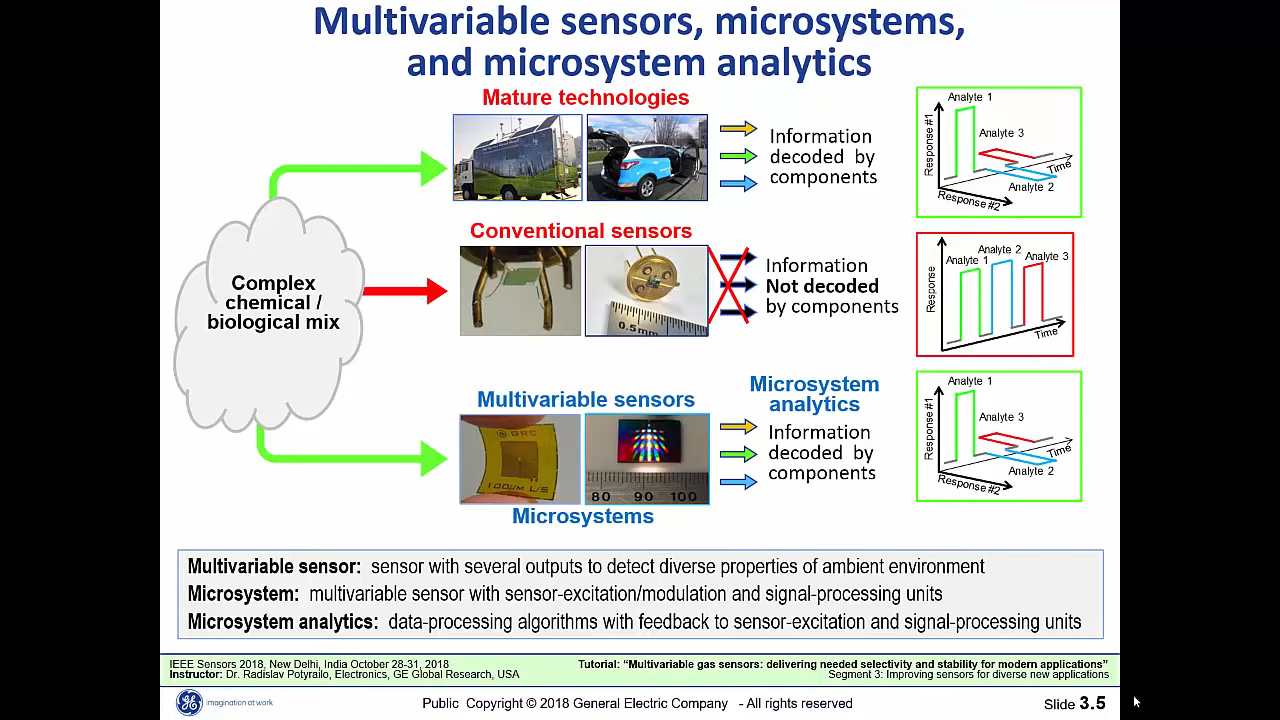 Multivariable sensors, microsystems,
and microsystem analytics
Mature technologies
Information
decoded by
components
Response #1
Analyte 1
Analyte 3
Time
Analyte 2
Response #2
Complex
chemical /
biological mix
Conventional sensors
0.5mm
Information
Not decoded
by components
Response
Analyte 1
Analyte 2
Analyte 3
Time
Multivariable sensors
GRC
100µm L/S
80 90 100
Microsystems
Microsystem
analytics
Information
decoded by
components
Response #1
Analyte 1
Analyte 3
Time
Analyte 2
Response #2
Multivariable sensor: sensor with several outputs to detect diverse properties of ambient environment
Microsystem: multivariable sensor with sensor-excitation/modulation and signal-processing units
Microsystem analytics: data-processing algorithms with feedback to sensor-excitation and signal-processing units
IEEE Sensors 2018, New Delhi, India October 28-31, 2018
Instructor: Dr. Radislav Potyrailo, Electronics, GE Global Research, USA
Tutorial: “Multivariable gas sensors: delivering needed selectivity and stability for modern applications”
Segment 3: Improving sensors for diverse new applications
imagination at work
Public Copyright © 2018 General Electric Company - All rights reserved
Slide 3.5